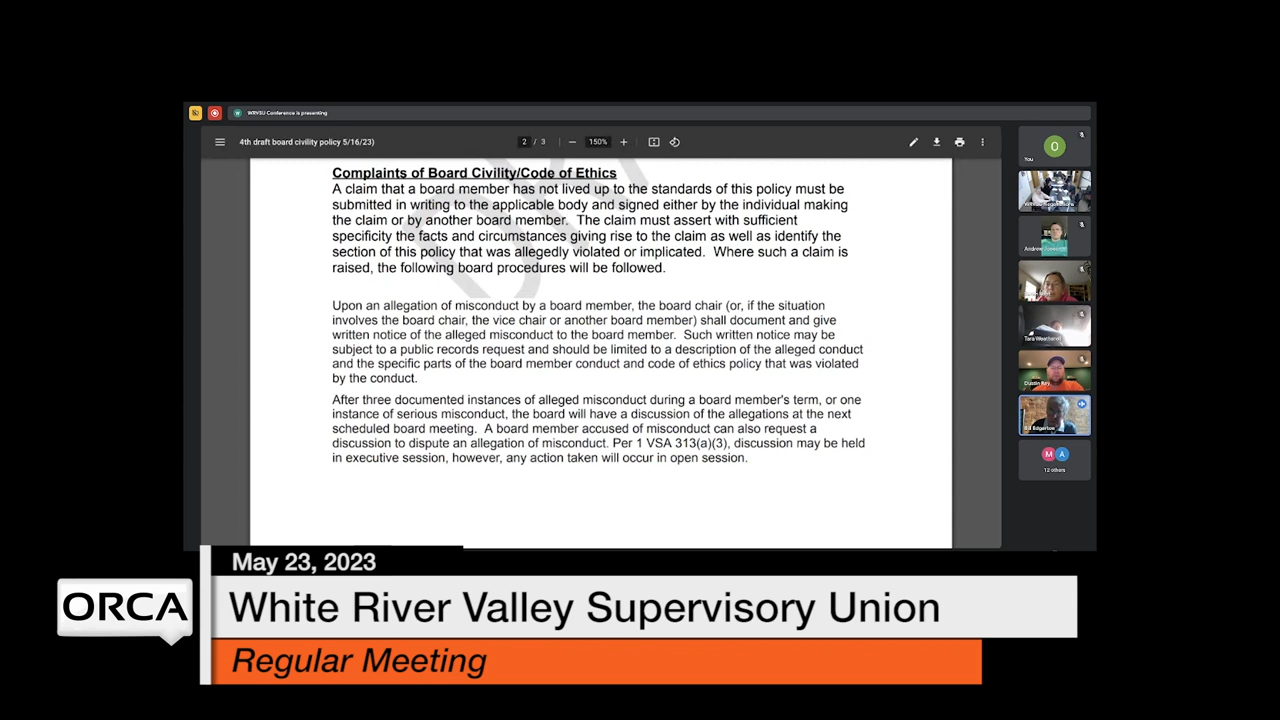 WRVSU Conference is presenting
4th draft board civility policy 5/16/23)
2 / 3
150%
Complaints of Board Civility/Code of Ethics
A claim that a board member has not lived up to the standards of this policy must be
submitted in writing to the applicable body and signed either by the individual making
the claim or by another board member.  The claim must assert with sufficient
specificity the facts and circumstances giving rise to the claim as well as identify the
section of this policy that was allegedly violated or implicated.  Where such a claim is
raised, the following board procedures will be followed.
Upon an allegation of misconduct by a board member, the board chair (or, if the situation
involves the board chair, the vice chair or another board member) shall document and give
written notice of the alleged misconduct to the board member.  Such written notice may be
subject to a public records request and should be limited to a description of the alleged conduct
and the specific parts of the board member conduct and code of ethics policy that was violated
by the conduct.
After three documented instances of alleged misconduct during a board member's term, or one
instance of serious misconduct, the board will have a discussion of the allegations at the next
scheduled board meeting.  A board member accused of misconduct can also request a
discussion to dispute an allegation of misconduct. Per 1 VSA 313(a)(3), discussion may be held
in executive session, however, any action taken will occur in open session.
O
You
Andrew
Tara
Dustin Ray
Bill Edgerton
M A
12 others
May 23, 2023
ORCA
White River Valley Supervisory Union
Regular Meeting